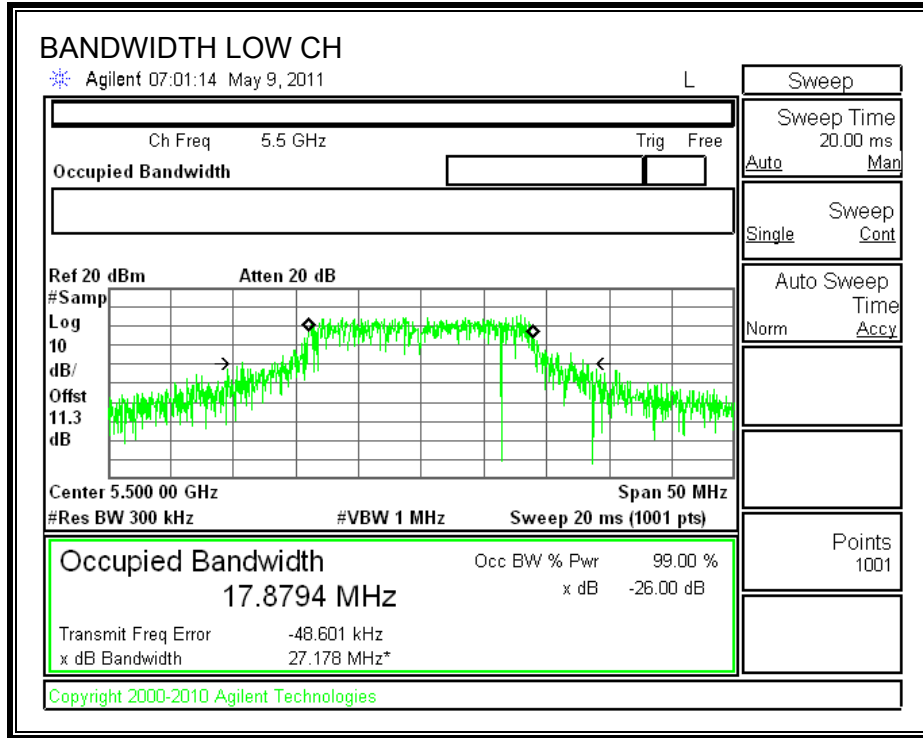 BANDWIDTH LOW CH
Agilent 07:01:14 May 9, 2011 L
Ch Freq 5.5 GHz Trig Free
Occupied Bandwidth
Ref 20 dBm Atten 20 dB
#Samp
Log
10
dB/
Offst
11.3
dB
Center 5.500 00 GHz Span 50 MHz
#Res BW 300 kHz #VBW 1 MHz Sweep 20 ms (1001 pts)
Occupied Bandwidth
17.8794 MHz
Occ BW % Pwr 99.00 %
x dB -26.00 dB
Transmit Freq Error -48.601 kHz
x dB Bandwidth 27.178 MHz*
Copyright 2000-2010 Agilent Technologies
Sweep
Sweep Time
20.00 ms
Auto Man
Sweep
Single Cont
Auto Sweep
Time
Norm Accy
Points
1001